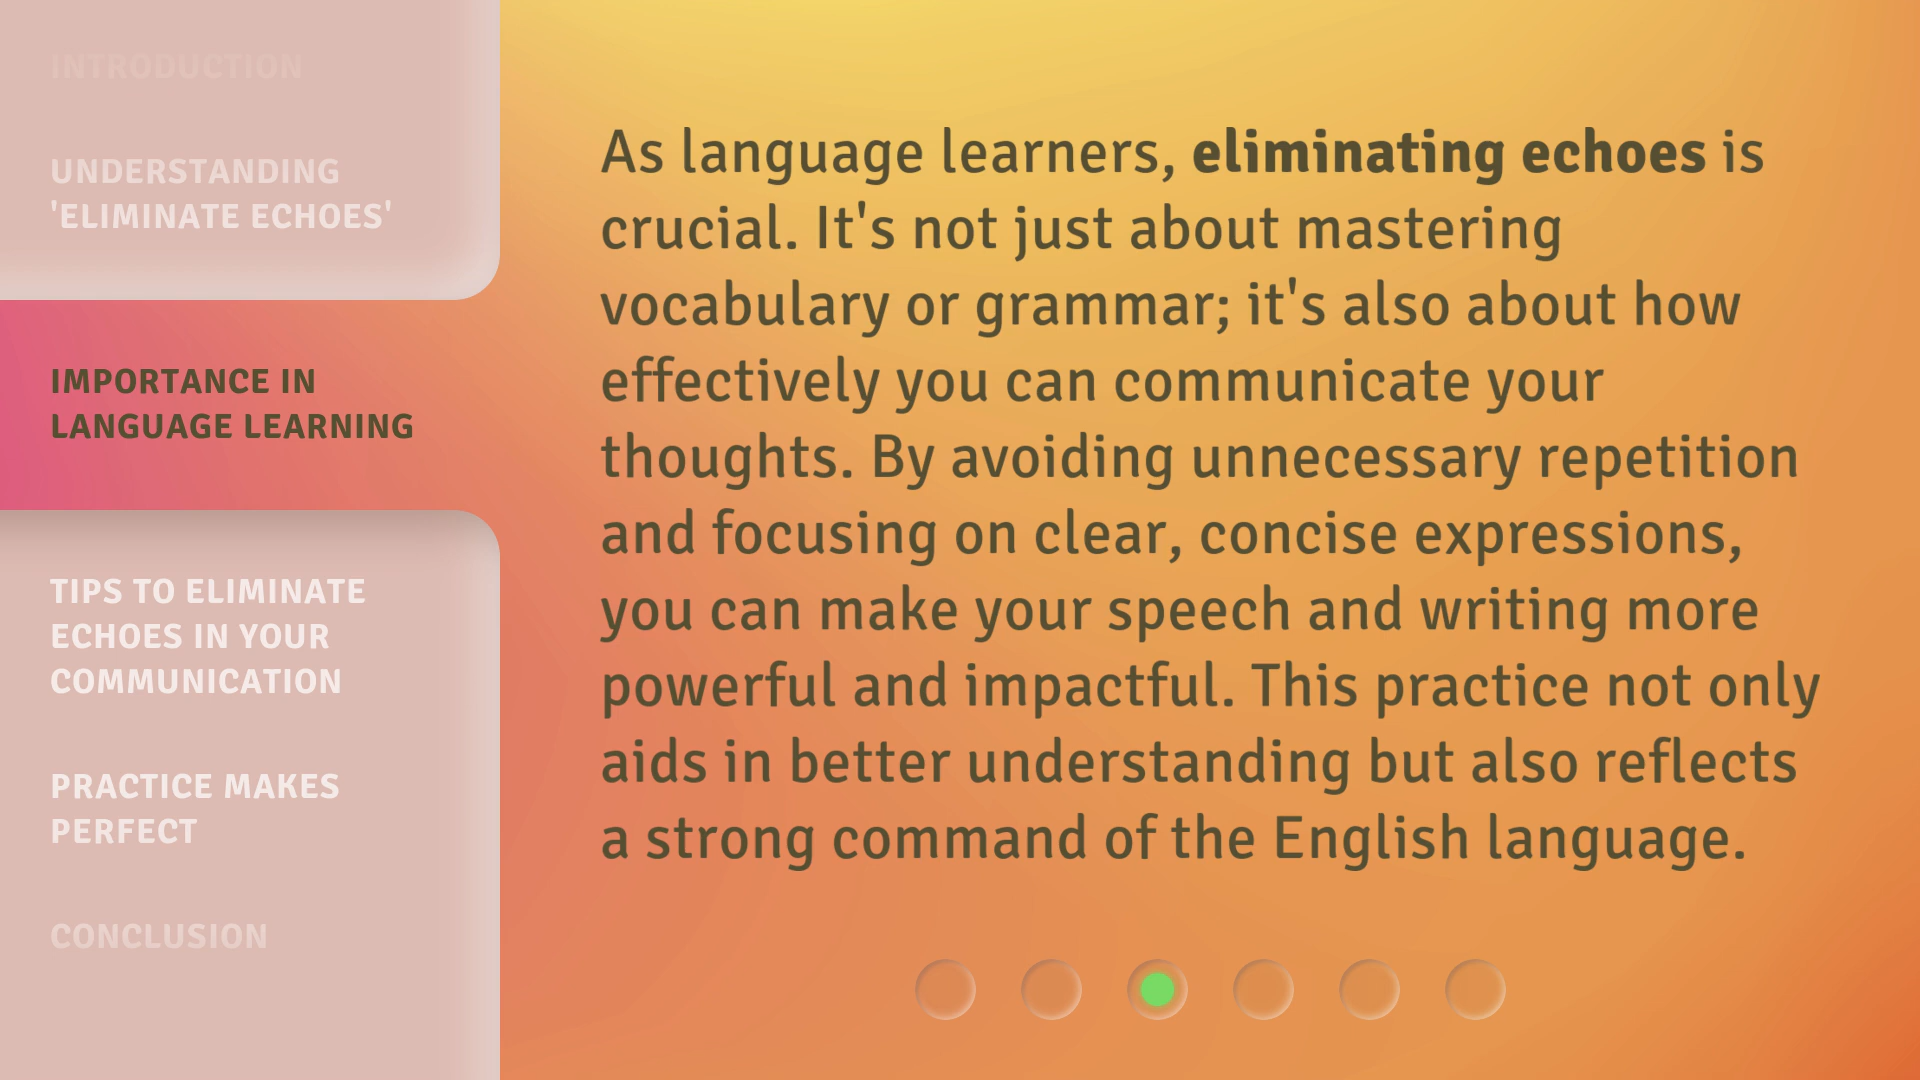 INTRODUCTION
UNDERSTANDING
'ELIMINATE ECHOES'
IMPORTANCE IN
LANGUAGE LEARNING
TIPS TO ELIMINATE
ECHOES IN YOUR
COMMUNICATION
PRACTICE MAKES
PERFECT
CONCLUSION
As language learners, eliminating echoes is
crucial. It's not just about mastering
vocabulary or grammar; it's also about how
effectively you can communicate your
thoughts. By avoiding unnecessary repetition
and focusing on clear, concise expressions,
you can make your speech and writing more
powerful and impactful. This practice not only
aids in better understanding but also reflects
a strong command of the English language.